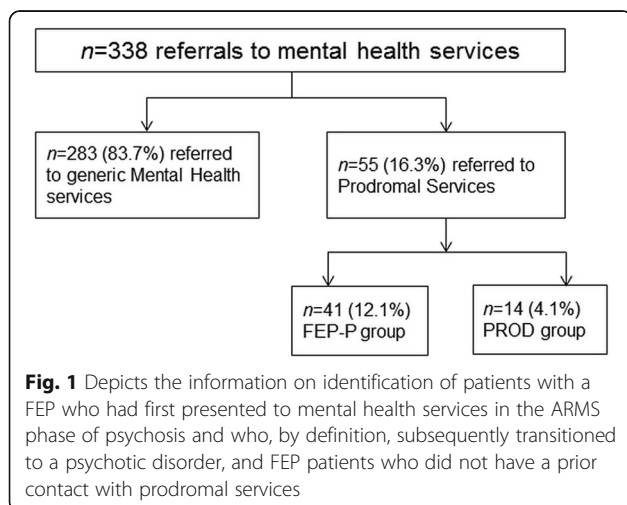 n=338 referrals to mental health services
n=283 (83.7%) referred
to generic Mental Health
services
n=55 (16.3%) referred to
Prodromal Services
n=41 (12.1%)
FEP-P group
n=14 (4.1%)
PROD group
Fig. 1 Depicts the information on identification of patients with a
FEP who had first presented to mental health services in the ARMS
phase of psychosis and who, by definition, subsequently transitioned
to a psychotic disorder, and FEP patients who did not have a prior
contact with prodromal services